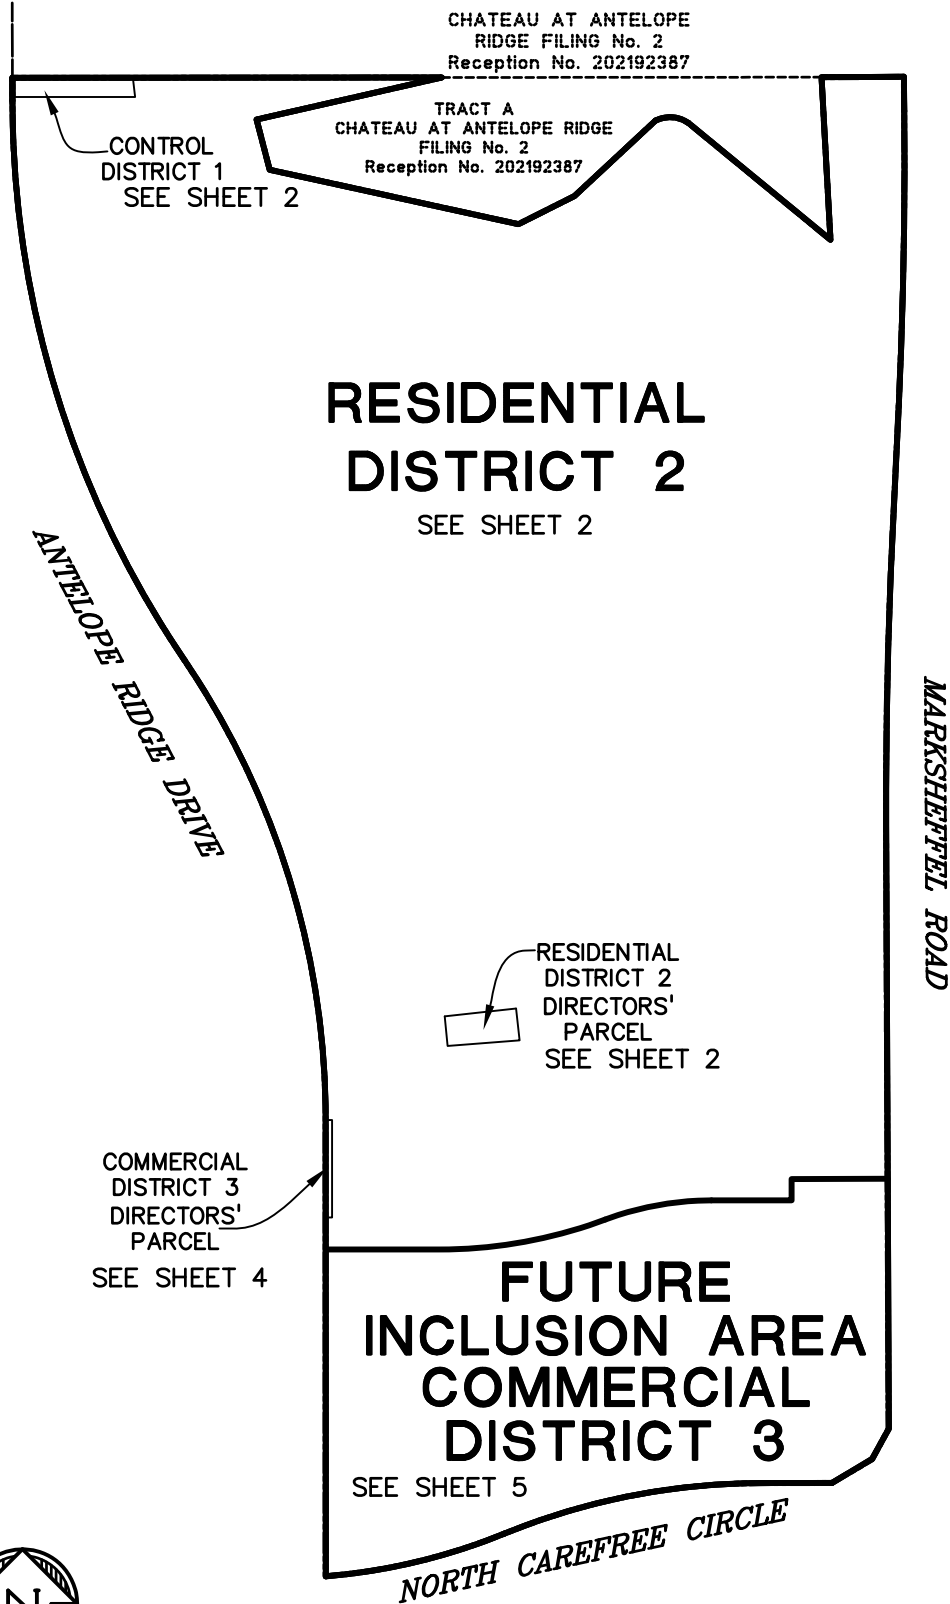 CHATEAU AT ANTELOPE
RIDGE FILING No. 2
Reception No. 202192387
TRACT A
CHATEAU AT ANTELOPE RIDGE
FILING No. 2
Reception No. 202192387
CONTROL
DISTRICT 1
SEE SHEET 2
RESIDENTIAL
DISTRICT 2
SEE SHEET 2
ANTELOPE RIDGE DRIVE
MARKSHEFFEL ROAD
RESIDENTIAL
DISTRICT 2
DIRECTORS'
PARCEL
SEE SHEET 2
COMMERCIAL
DISTRICT 3
DIRECTORS'
PARCEL
SEE SHEET 4
FUTURE
INCLUSION AREA
COMMERCIAL
DISTRICT 3
SEE SHEET 5
NORTH CAREFREE CIRCLE
N